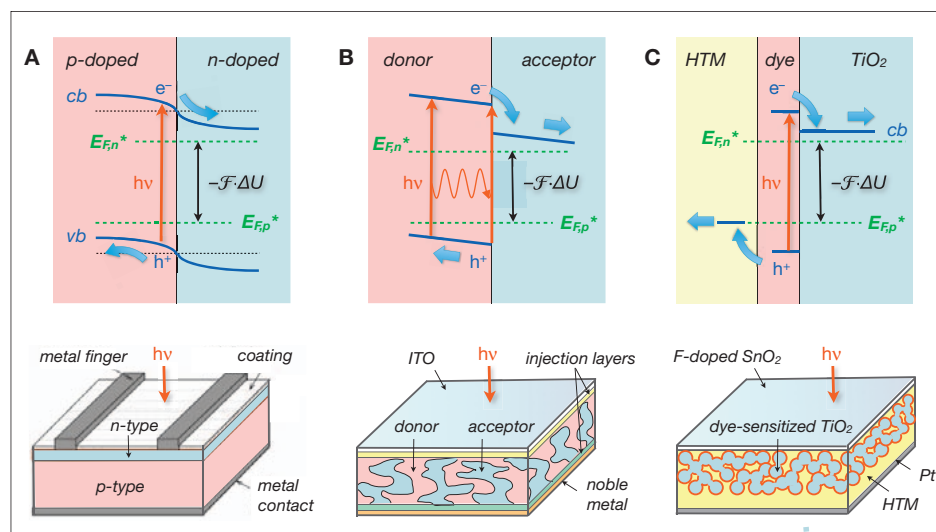 A
p-doped
n-doped
cb
e⁻
E_F,n*
hν
−ℱ·ΔU
E_F,p*
vb
h⁺
B
donor
acceptor
e⁻
E_F,n*
hν
−ℱ·ΔU
E_F,p*
h⁺
C
HTM
dye
TiO₂
e⁻
cb
E_F,n*
hν
−ℱ·ΔU
E_F,p*
h⁺
metal finger
hν
coating
n-type
p-type
metal
contact
ITO
hν
injection layers
donor
acceptor
noble
metal
F-doped SnO₂
hν
dye-sensitized TiO₂
Pt
HTM